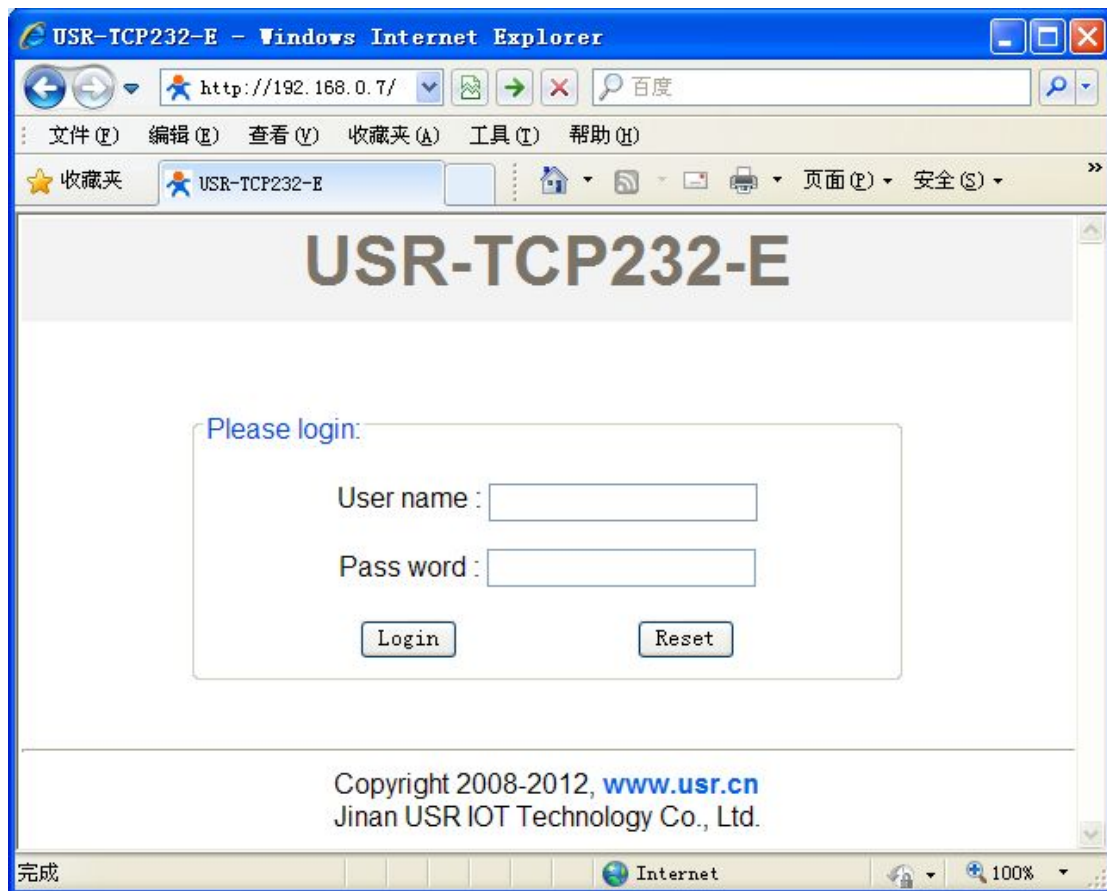 USR-TCP232-E - Windows Internet Explorer
http://192.168.0.7/ 百度
文件(F) 编辑(E) 查看(V) 收藏夹(A) 工具(T) 帮助(H)
收藏夹 USR-TCP232-E 页面(P) 安全(S) »
USR-TCP232-E
Please login:
User name :
Pass word :
Login Reset
Copyright 2008-2012, www.usr.cn
Jinan USR IOT Technology Co., Ltd.
完成 Internet 100%